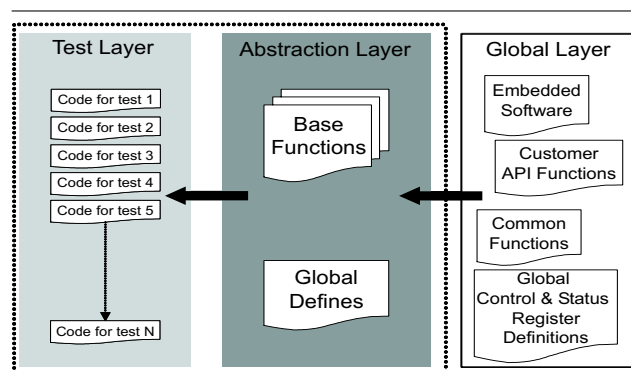 Test Layer
Code for test 1
Code for test 2
Code for test 3
Code for test 4
Code for test 5
Code for test N
Abstraction Layer
Base
Functions
Global
Defines
Global Layer
Embedded
Software
Customer
API Functions
Common
Functions
Global
Control & Status
Register
Definitions